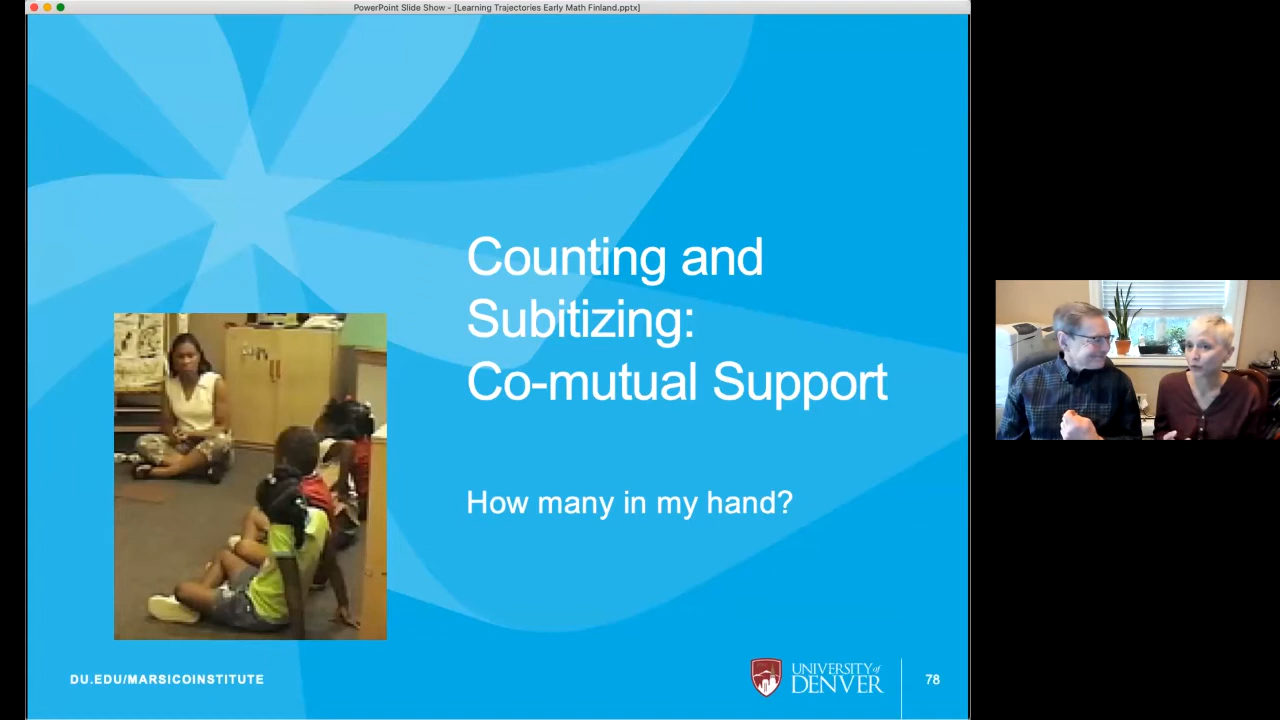 PowerPoint Slide Show - [Learning Trajectories Early Math Finland.pptx]
Counting and
Subitizing:
Co-mutual Support
How many in my hand?
DU.EDU/MARSICOINSTITUTE
UNIVERSITY of
DENVER
78